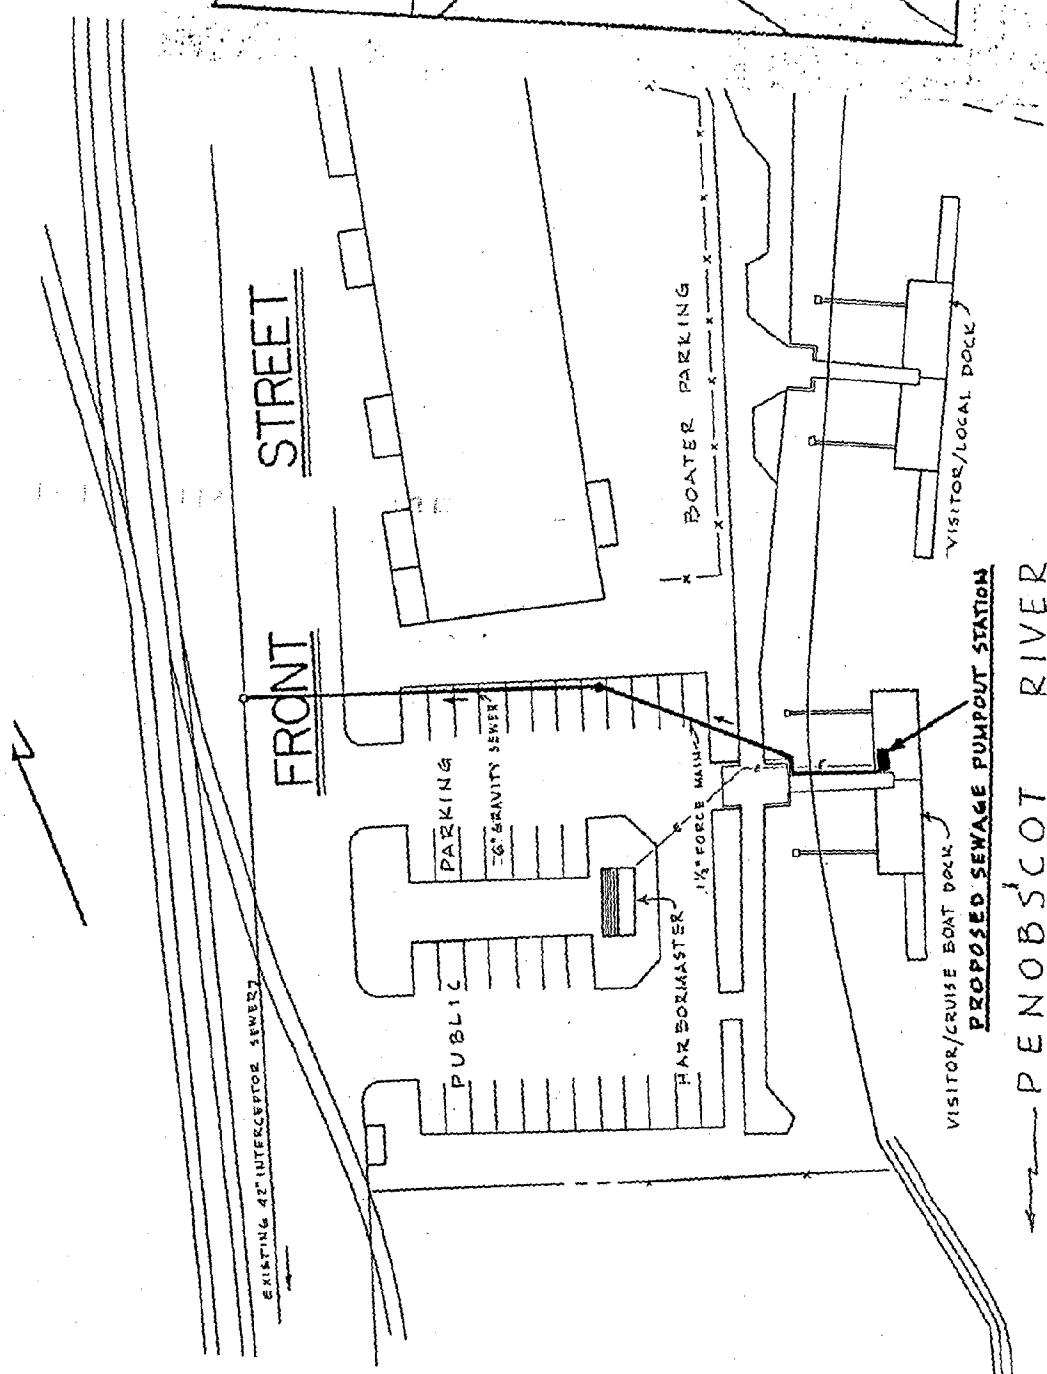 FRONT STREET
EXISTING 42" INTERCEPTOR SEWER
PUBLIC PARKING
6" GRAVITY SEWER
BOATER PARKING
1½" FORCE MAIN
HARBORMASTER
VISITOR/LOCAL DOCK
VISITOR/CRUISE BOAT DOCK
PROPOSED SEWAGE PUMPOUT STATION
PENOBSCOT RIVER